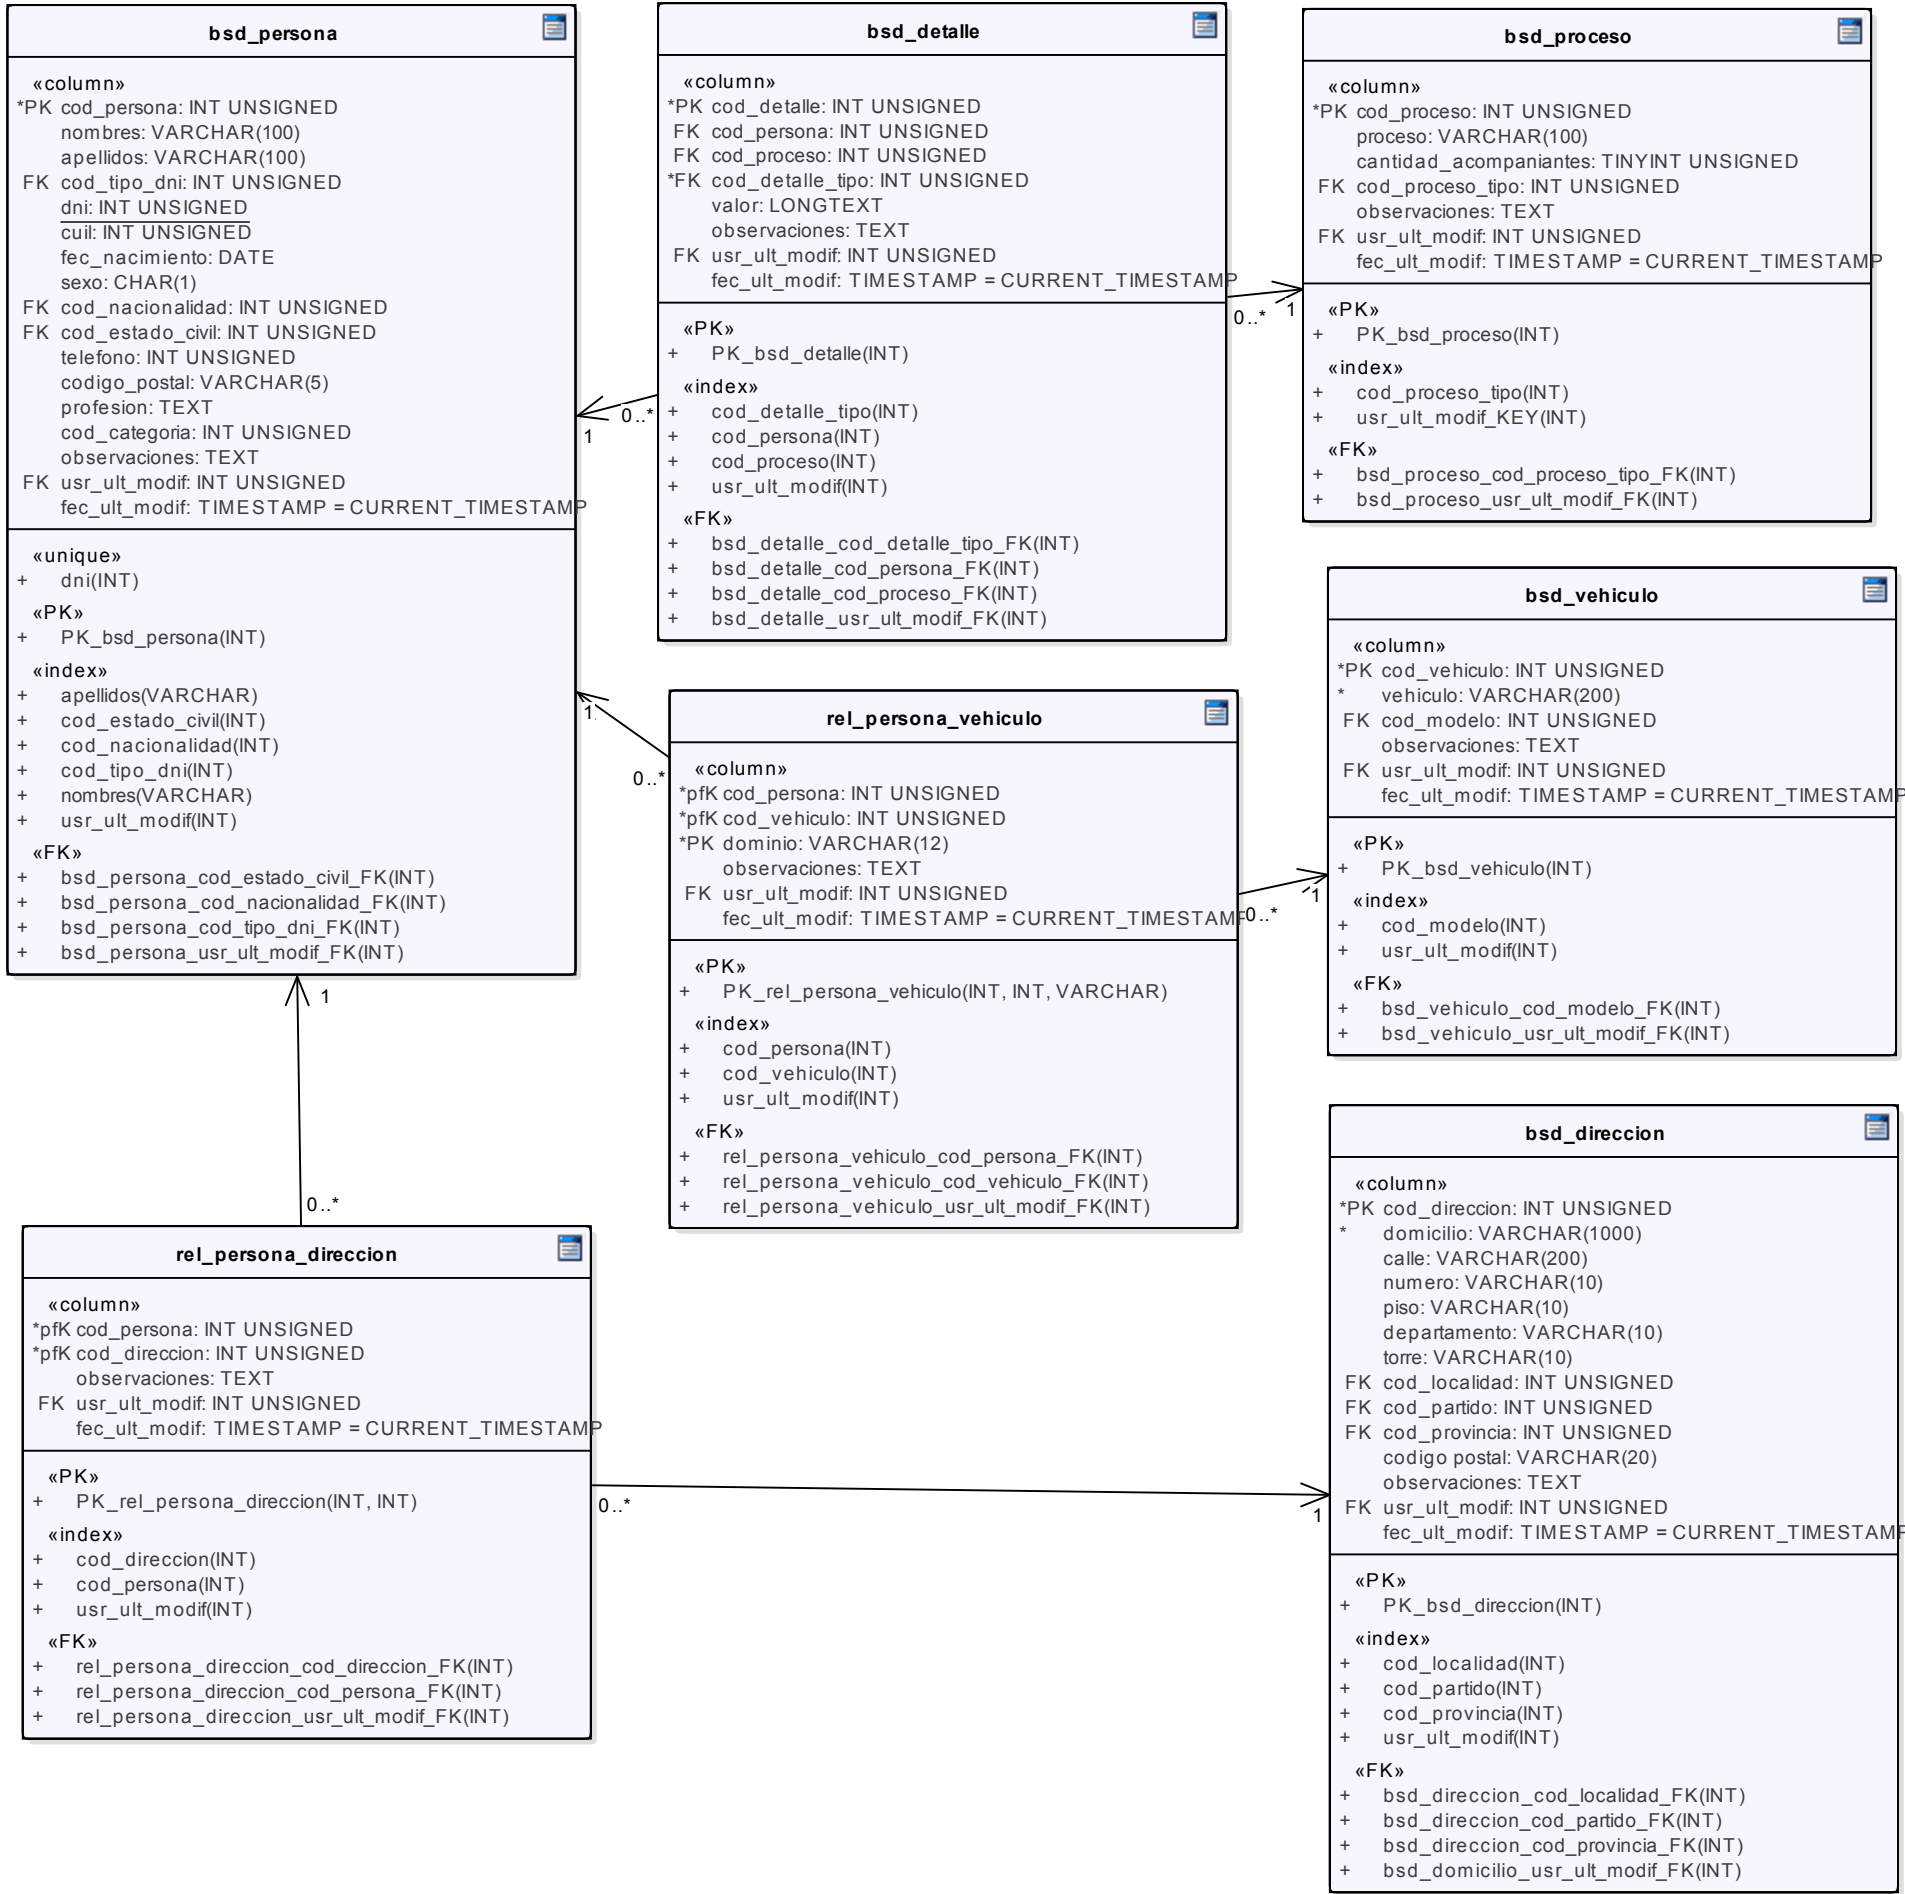 bsd_persona
«column»
*PK cod_persona: INT UNSIGNED
nombres: VARCHAR(100)
apellidos: VARCHAR(100)
FK cod_tipo_dni: INT UNSIGNED
dni: INT UNSIGNED
cuil: INT UNSIGNED
fec_nacimiento: DATE
sexo: CHAR(1)
FK cod_nacionalidad: INT UNSIGNED
FK cod_estado_civil: INT UNSIGNED
telefono: INT UNSIGNED
codigo_postal: VARCHAR(5)
profesion: TEXT
cod_categoria: INT UNSIGNED
observaciones: TEXT
FK usr_ult_modif: INT UNSIGNED
fec_ult_modif: TIMESTAMP = CURRENT_TIMESTAMP
«unique»
+ dni(INT)
«PK»
+ PK_bsd_persona(INT)
«index»
+ apellidos(VARCHAR)
+ cod_estado_civil(INT)
+ cod_nacionalidad(INT)
+ cod_tipo_dni(INT)
+ nombres(VARCHAR)
+ usr_ult_modif(INT)
«FK»
+ bsd_persona_cod_estado_civil_FK(INT)
+ bsd_persona_cod_nacionalidad_FK(INT)
+ bsd_persona_cod_tipo_dni_FK(INT)
+ bsd_persona_usr_ult_modif_FK(INT)
bsd_detalle
«column»
*PK cod_detalle: INT UNSIGNED
FK cod_persona: INT UNSIGNED
FK cod_proceso: INT UNSIGNED
*FK cod_detalle_tipo: INT UNSIGNED
valor: LONGTEXT
observaciones: TEXT
FK usr_ult_modif: INT UNSIGNED
fec_ult_modif: TIMESTAMP = CURRENT_TIMESTAMP
«PK»
+ PK_bsd_detalle(INT)
«index»
+ cod_detalle_tipo(INT)
+ cod_persona(INT)
+ cod_proceso(INT)
+ usr_ult_modif(INT)
«FK»
+ bsd_detalle_cod_detalle_tipo_FK(INT)
+ bsd_detalle_cod_persona_FK(INT)
+ bsd_detalle_cod_proceso_FK(INT)
+ bsd_detalle_usr_ult_modif_FK(INT)
0..*
1
0..*
1
bsd_proceso
«column»
*PK cod_proceso: INT UNSIGNED
proceso: VARCHAR(100)
cantidad_acompaniantes: TINYINT UNSIGNED
FK cod_proceso_tipo: INT UNSIGNED
observaciones: TEXT
FK usr_ult_modif: INT UNSIGNED
fec_ult_modif: TIMESTAMP = CURRENT_TIMESTAMP
«PK»
+ PK_bsd_proceso(INT)
«index»
+ cod_proceso_tipo(INT)
+ usr_ult_modif_KEY(INT)
«FK»
+ bsd_proceso_cod_proceso_tipo_FK(INT)
+ bsd_proceso_usr_ult_modif_FK(INT)
rel_persona_vehiculo
«column»
*pfK cod_persona: INT UNSIGNED
*pfK cod_vehiculo: INT UNSIGNED
*PK dominio: VARCHAR(12)
observaciones: TEXT
FK usr_ult_modif: INT UNSIGNED
fec_ult_modif: TIMESTAMP = CURRENT_TIMESTAMP
«PK»
+ PK_rel_persona_vehiculo(INT, INT, VARCHAR)
«index»
+ cod_persona(INT)
+ cod_vehiculo(INT)
+ usr_ult_modif(INT)
«FK»
+ rel_persona_vehiculo_cod_persona_FK(INT)
+ rel_persona_vehiculo_cod_vehiculo_FK(INT)
+ rel_persona_vehiculo_usr_ult_modif_FK(INT)
1
0..*
0..*
1
bsd_vehiculo
«column»
*PK cod_vehiculo: INT UNSIGNED
* vehiculo: VARCHAR(200)
FK cod_modelo: INT UNSIGNED
observaciones: TEXT
FK usr_ult_modif: INT UNSIGNED
fec_ult_modif: TIMESTAMP = CURRENT_TIMESTAMP
«PK»
+ PK_bsd_vehiculo(INT)
«index»
+ cod_modelo(INT)
+ usr_ult_modif(INT)
«FK»
+ bsd_vehiculo_cod_modelo_FK(INT)
+ bsd_vehiculo_usr_ult_modif_FK(INT)
1
0..*
rel_persona_direccion
«column»
*pfK cod_persona: INT UNSIGNED
*pfK cod_direccion: INT UNSIGNED
observaciones: TEXT
FK usr_ult_modif: INT UNSIGNED
fec_ult_modif: TIMESTAMP = CURRENT_TIMESTAMP
«PK»
+ PK_rel_persona_direccion(INT, INT)
«index»
+ cod_direccion(INT)
+ cod_persona(INT)
+ usr_ult_modif(INT)
«FK»
+ rel_persona_direccion_cod_direccion_FK(INT)
+ rel_persona_direccion_cod_persona_FK(INT)
+ rel_persona_direccion_usr_ult_modif_FK(INT)
0..*
1
bsd_direccion
«column»
*PK cod_direccion: INT UNSIGNED
* domicilio: VARCHAR(1000)
calle: VARCHAR(200)
numero: VARCHAR(10)
piso: VARCHAR(10)
departamento: VARCHAR(10)
torre: VARCHAR(10)
FK cod_localidad: INT UNSIGNED
FK cod_partido: INT UNSIGNED
FK cod_provincia: INT UNSIGNED
codigo postal: VARCHAR(20)
observaciones: TEXT
FK usr_ult_modif: INT UNSIGNED
fec_ult_modif: TIMESTAMP = CURRENT_TIMESTAMP
«PK»
+ PK_bsd_direccion(INT)
«index»
+ cod_localidad(INT)
+ cod_partido(INT)
+ cod_provincia(INT)
+ usr_ult_modif(INT)
«FK»
+ bsd_direccion_cod_localidad_FK(INT)
+ bsd_direccion_cod_partido_FK(INT)
+ bsd_direccion_cod_provincia_FK(INT)
+ bsd_domicilio_usr_ult_modif_FK(INT)